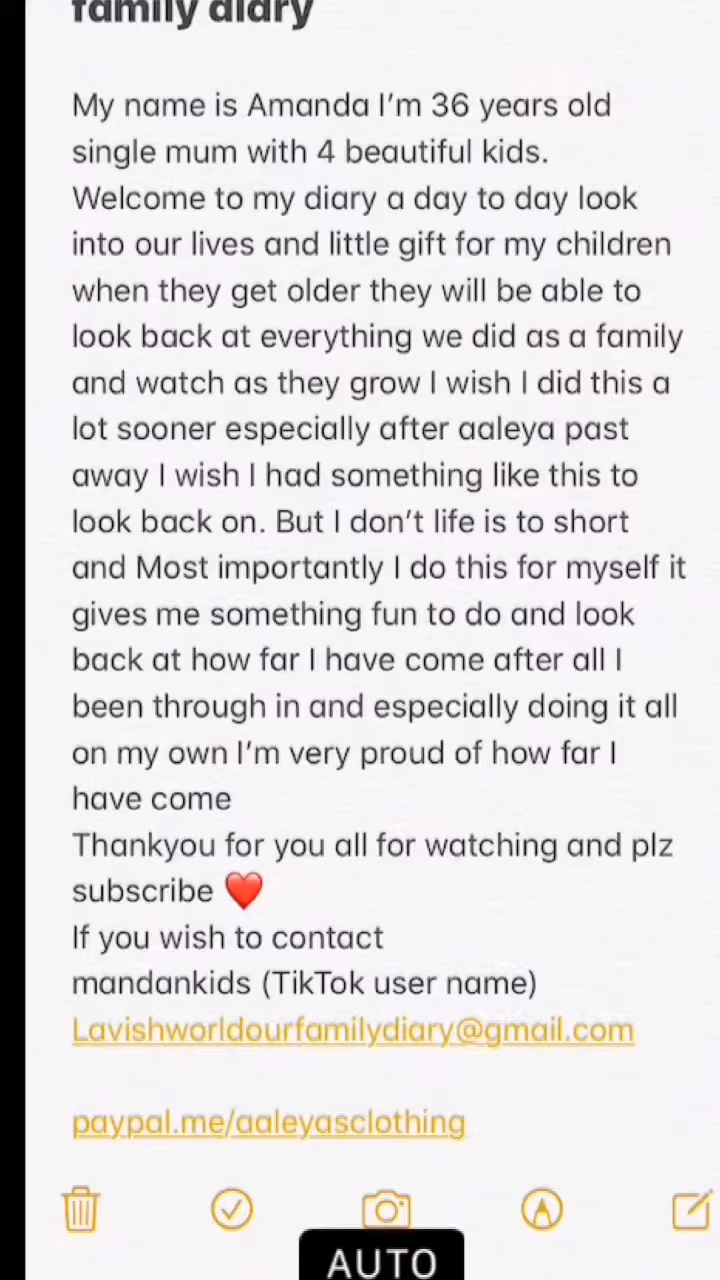 family diary
My name is Amanda I'm 36 years old
single mum with 4 beautiful kids.
Welcome to my diary a day to day look
into our lives and little gift for my children
when they get older they will be able to
look back at everything we did as a family
and watch as they grow I wish I did this a
lot sooner especially after aaleya past
away I wish I had something like this to
look back on. But I don't life is to short
and Most importantly I do this for myself it
gives me something fun to do and look
back at how far I have come after all I
been through in and especially doing it all
on my own I'm very proud of how far I
have come
Thankyou for you all for watching and plz
subscribe ❤️
If you wish to contact
mandankids (TikTok user name)
Lavishworldourfamilydiary@gmail.com
paypal.me/aaleyasclothing
AUTO